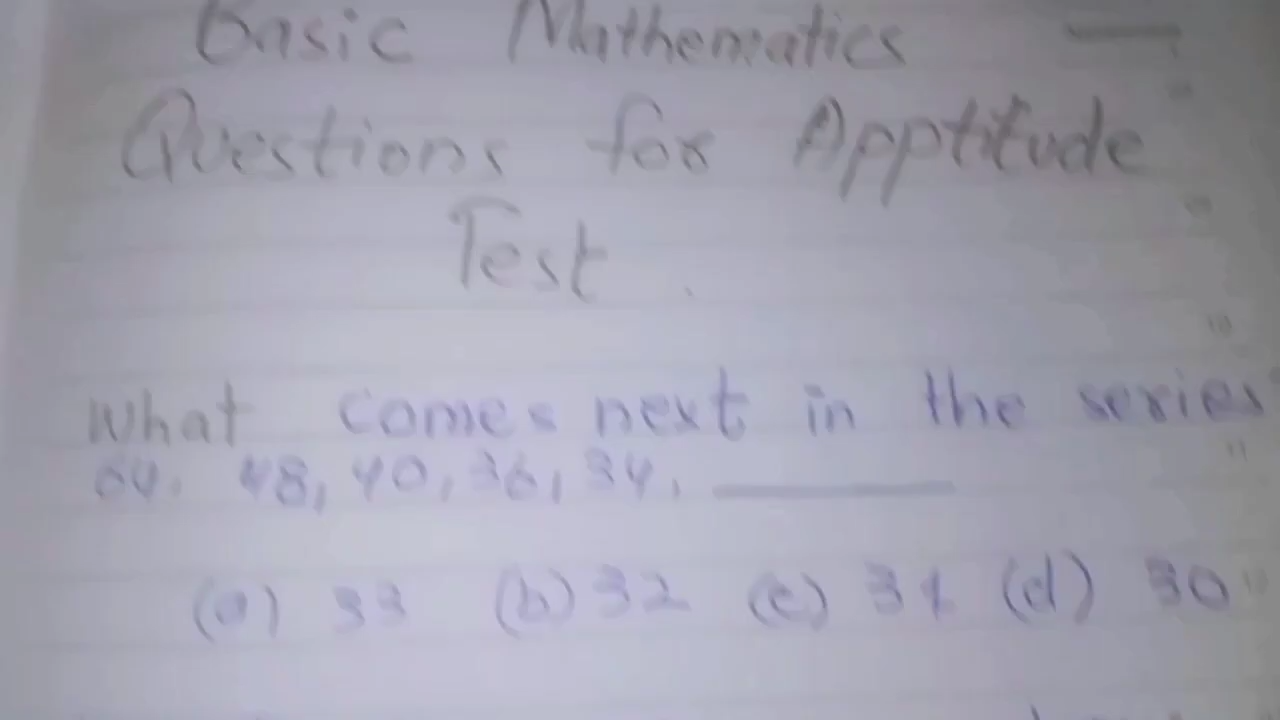 Basic Mathematics
Questions for Apptitude
Test.
What comes next in the series
64, 48, 40, 36, 34, ________
(a) 33 (b) 32 (c) 31 (d) 30